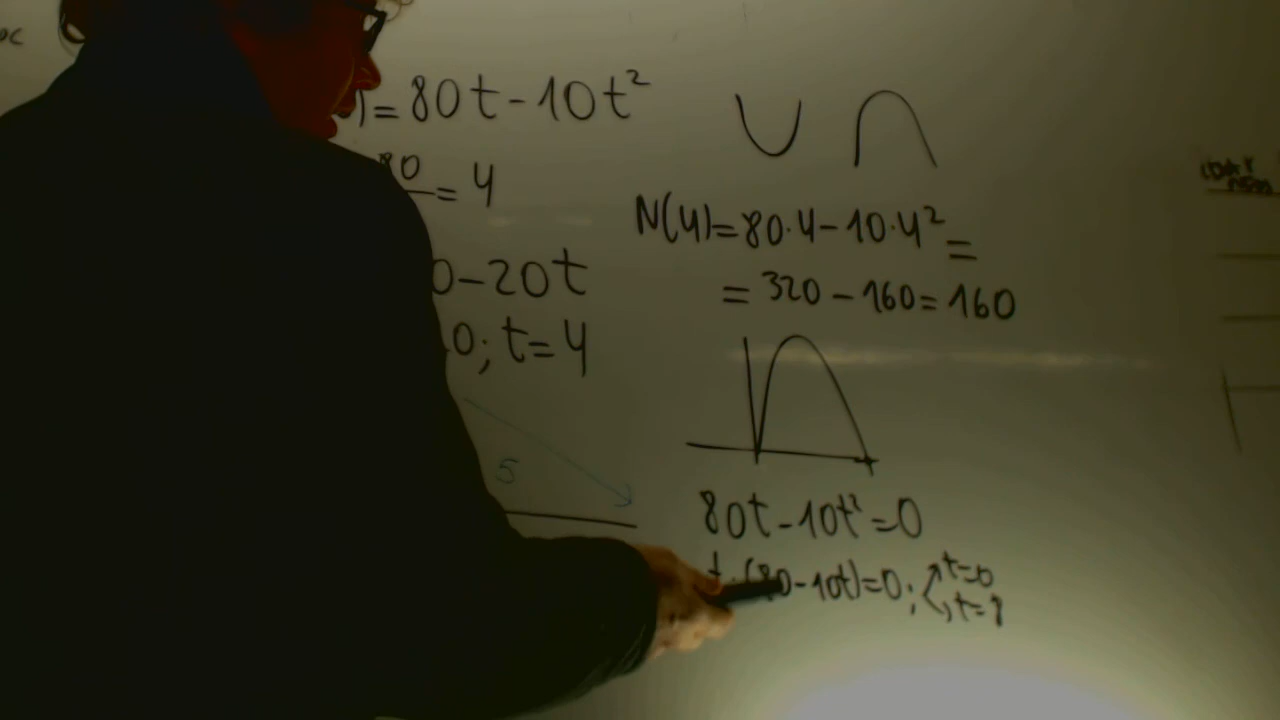 )=80t-10t²
80/ = 4
0-20t
0; t=4
5
N(4)=80·4-10·4²=
= 320-160=160
80t-10t²=0
t·(80-10t)=0; t=0
t=8